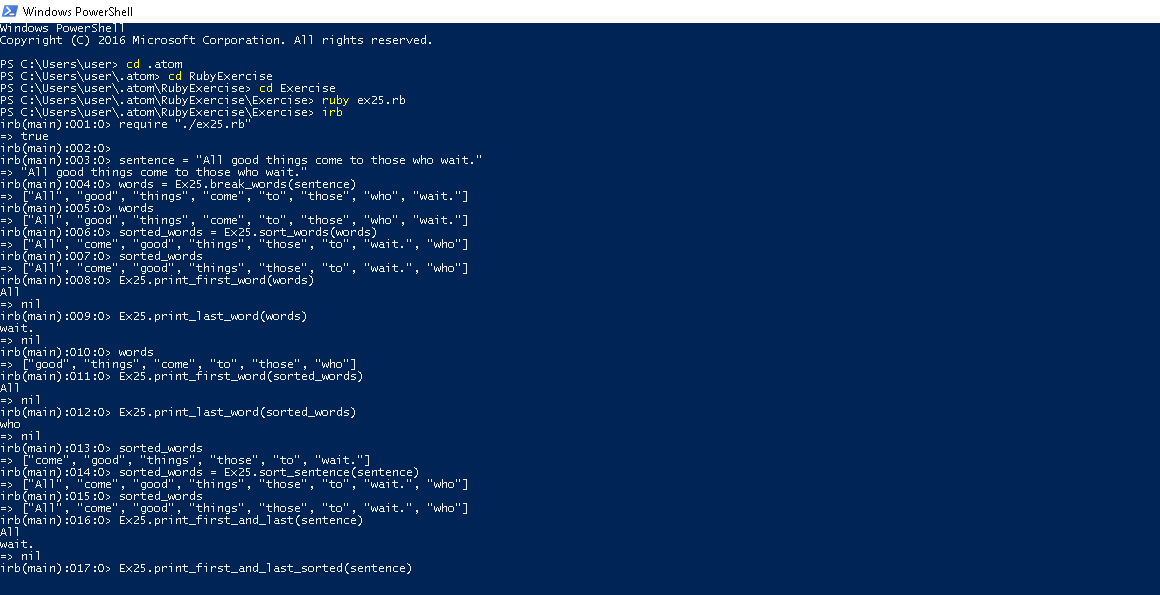 Windows PowerShell
Windows PowerShell
Copyright (C) 2016 Microsoft Corporation. All rights reserved.
PS C:\Users\user> cd .atom
PS C:\Users\user\.atom> cd RubyExercise
PS C:\Users\user\.atom\RubyExercise> cd Exercise
PS C:\Users\user\.atom\RubyExercise\Exercise> ruby ex25.rb
PS C:\Users\user\.atom\RubyExercise\Exercise> irb
irb(main):001:0> require "./ex25.rb"
=> true
irb(main):002:0>
irb(main):003:0> sentence = "All good things come to those who wait."
=> "All good things come to those who wait."
irb(main):004:0> words = Ex25.break_words(sentence)
=> ["All", "good", "things", "come", "to", "those", "who", "wait."]
irb(main):005:0> words
=> ["All", "good", "things", "come", "to", "those", "who", "wait."]
irb(main):006:0> sorted_words = Ex25.sort_words(words)
=> ["All", "come", "good", "things", "those", "to", "wait.", "who"]
irb(main):007:0> sorted_words
=> ["All", "come", "good", "things", "those", "to", "wait.", "who"]
irb(main):008:0> Ex25.print_first_word(words)
All
=> nil
irb(main):009:0> Ex25.print_last_word(words)
wait.
=> nil
irb(main):010:0> words
=> ["good", "things", "come", "to", "those", "who"]
irb(main):011:0> Ex25.print_first_word(sorted_words)
All
=> nil
irb(main):012:0> Ex25.print_last_word(sorted_words)
who
=> nil
irb(main):013:0> sorted_words
=> ["come", "good", "things", "those", "to", "wait."]
irb(main):014:0> sorted_words = Ex25.sort_sentence(sentence)
=> ["All", "come", "good", "things", "those", "to", "wait.", "who"]
irb(main):015:0> sorted_words
=> ["All", "come", "good", "things", "those", "to", "wait.", "who"]
irb(main):016:0> Ex25.print_first_and_last(sentence)
All
wait.
=> nil
irb(main):017:0> Ex25.print_first_and_last_sorted(sentence)